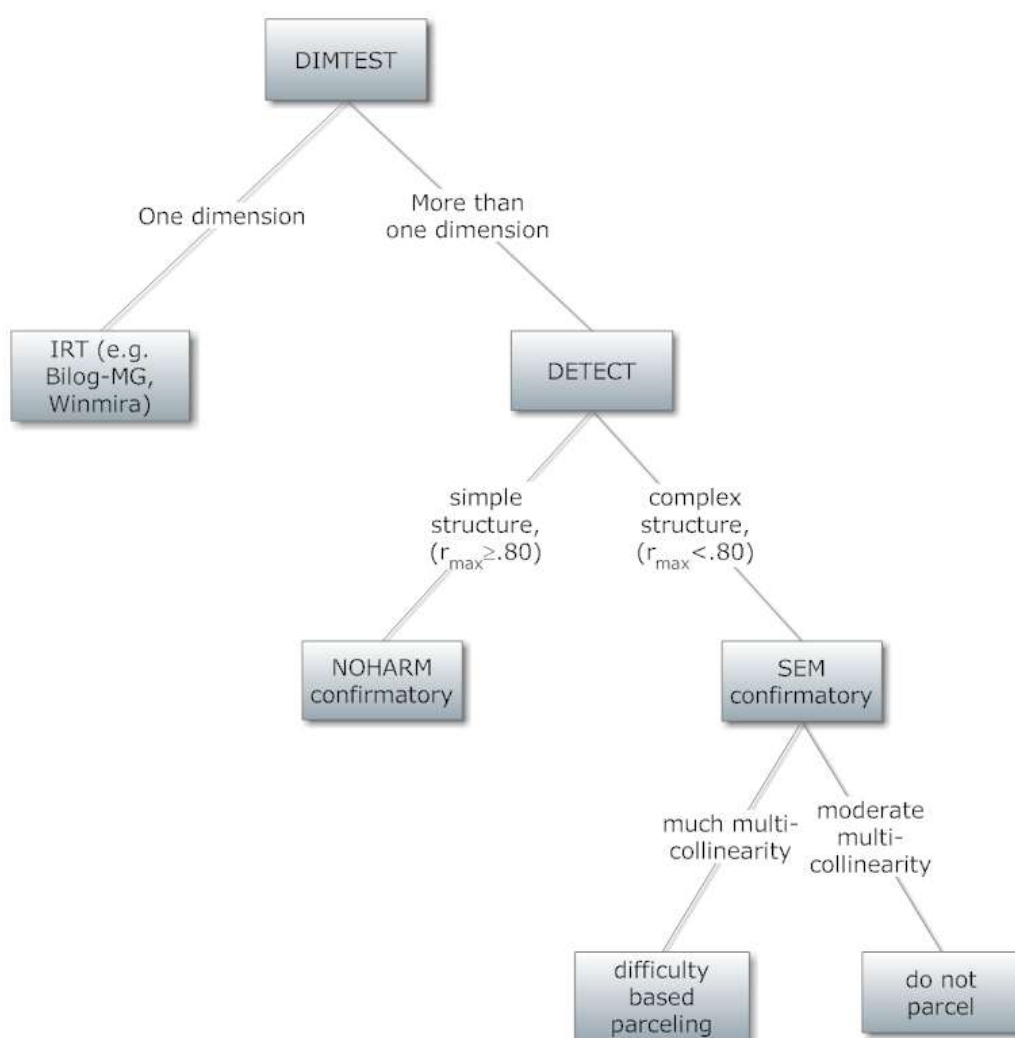 DIMTEST
One dimension
More than
one dimension
IRT (e.g.
Bilog-MG,
Winmira)
DETECT
simple
structure,
(rmax≥.80)
complex
structure,
(rmax<.80)
NOHARM
confirmatory
SEM
confirmatory
much multi-
collinearity
moderate
multi-
collinearity
difficulty
based
parceling
do not
parcel